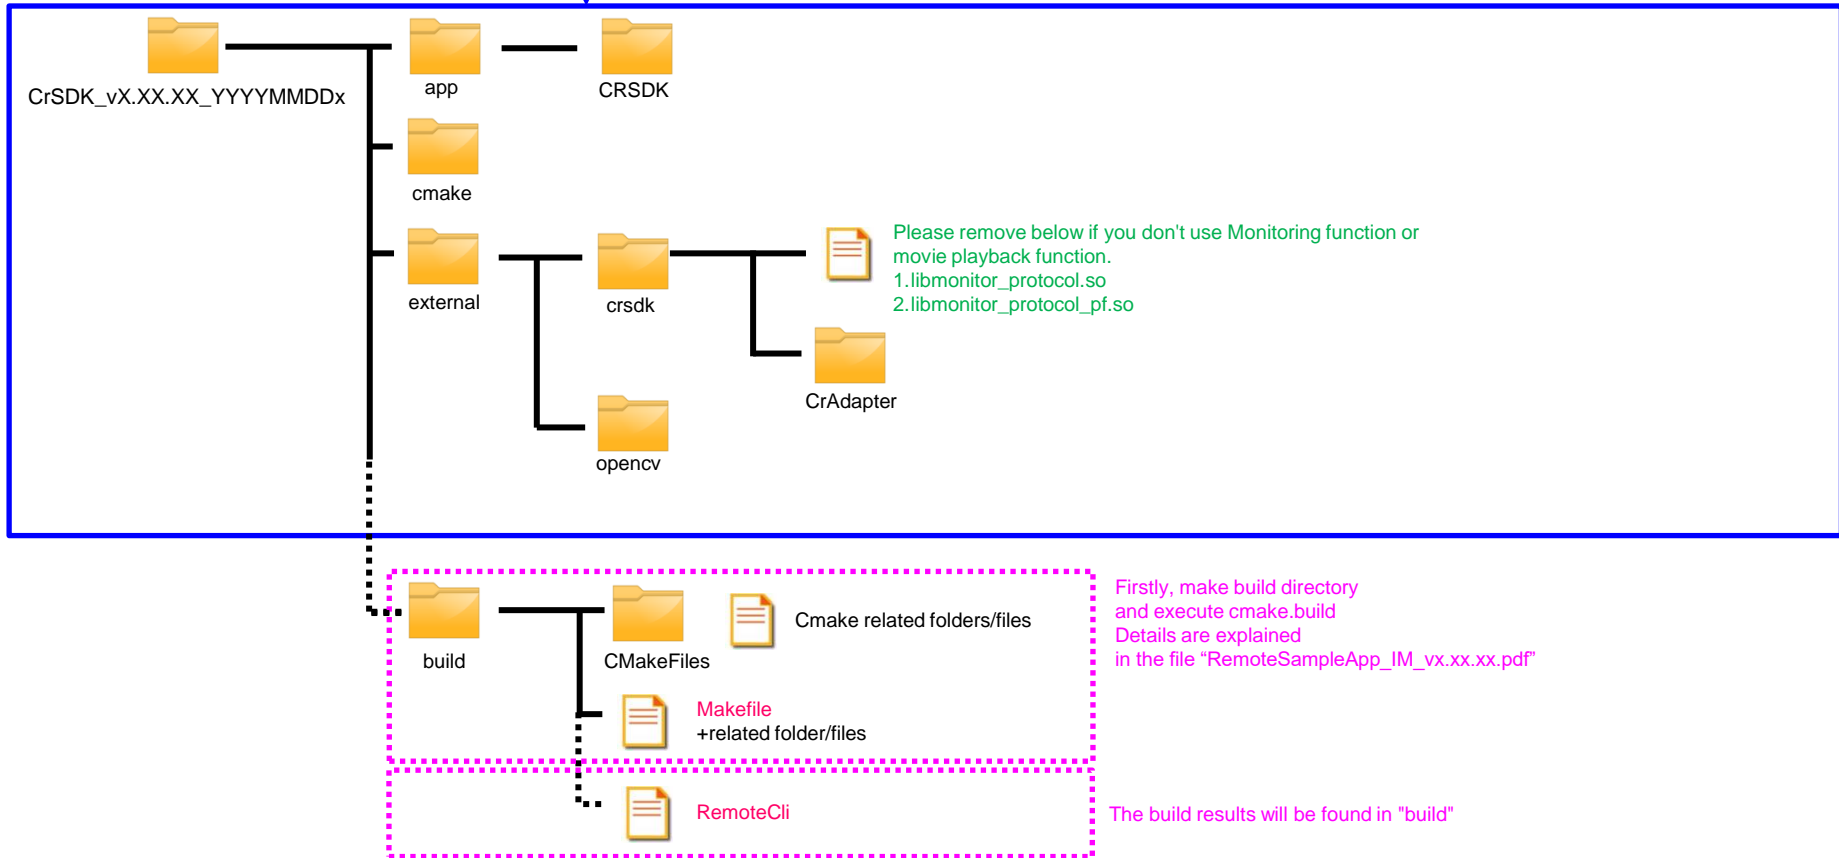 CrSDK_vX.XX.XX_YYYYMMDDx
app
CRSDK
cmake
external
crsdk
Please remove below if you don't use Monitoring function or
movie playback function.
1.libmonitor_protocol.so
2.libmonitor_protocol_pf.so
CrAdapter
opencv
build
CMakeFiles
Cmake related folders/files
Makefile
+related folder/files
Firstly, make build directory
and execute cmake.build
Details are explained
in the file “RemoteSampleApp_IM_vx.xx.xx.pdf”
RemoteCli
The build results will be found in "build"